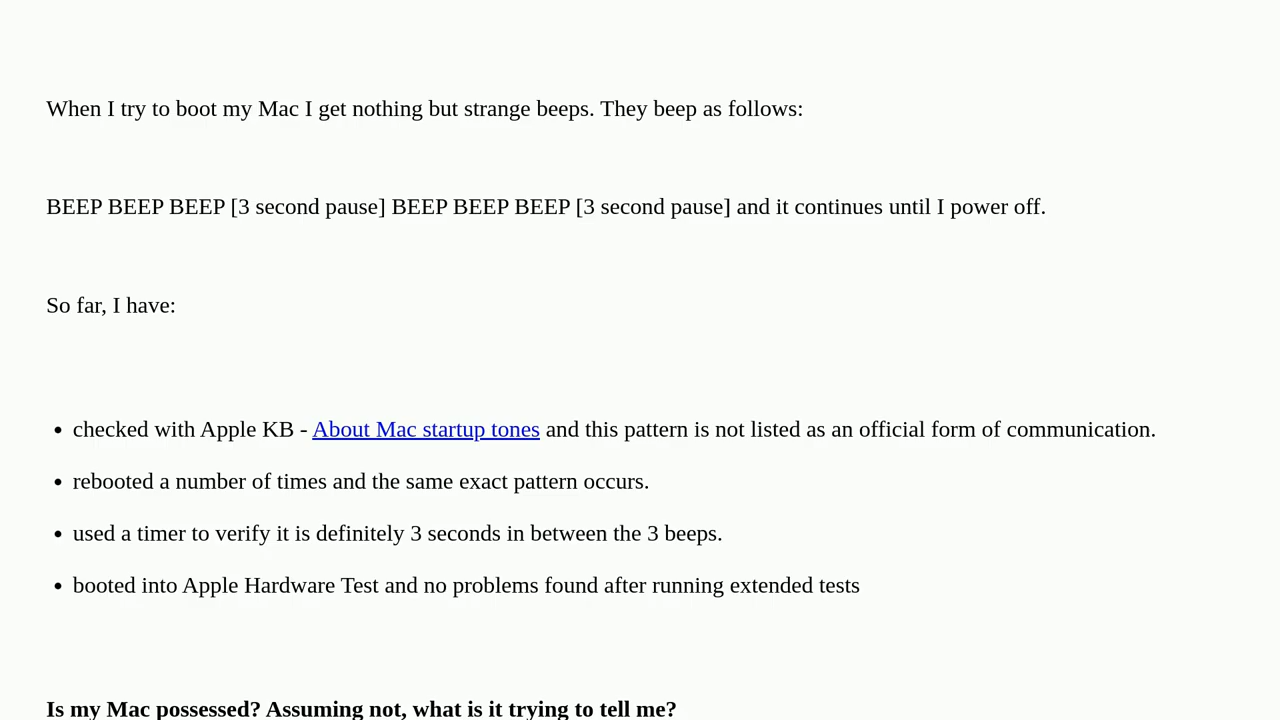 When I try to boot my Mac I get nothing but strange beeps. They beep as follows:
BEEP BEEP BEEP [3 second pause] BEEP BEEP BEEP [3 second pause] and it continues until I power off.
So far, I have:
• checked with Apple KB - About Mac startup tones and this pattern is not listed as an official form of communication.
• rebooted a number of times and the same exact pattern occurs.
• used a timer to verify it is definitely 3 seconds in between the 3 beeps.
• booted into Apple Hardware Test and no problems found after running extended tests
Is my Mac possessed? Assuming not, what is it trying to tell me?